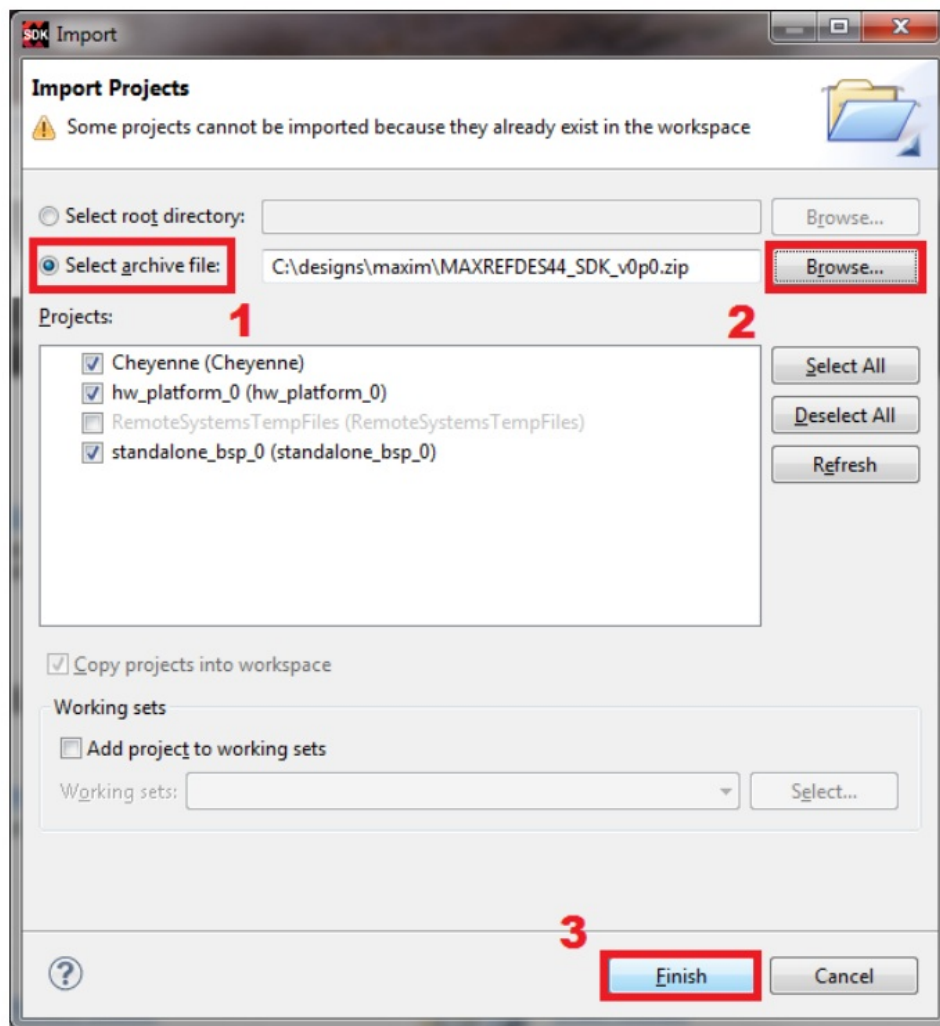 SDK Import
Import Projects
Some projects cannot be imported because they already exist in the workspace
Select root directory: Browse...
Select archive file: C:\designs\maxim\MAXREFDES44_SDK_v0p0.zip Browse...
1 2
Projects:
Cheyenne (Cheyenne) Select All
hw_platform_0 (hw_platform_0)
RemoteSystemsTempFiles (RemoteSystemsTempFiles) Deselect All
standalone_bsp_0 (standalone_bsp_0) Refresh
Copy projects into workspace
Working sets
Add project to working sets
Working sets: Select...
3
? Finish Cancel